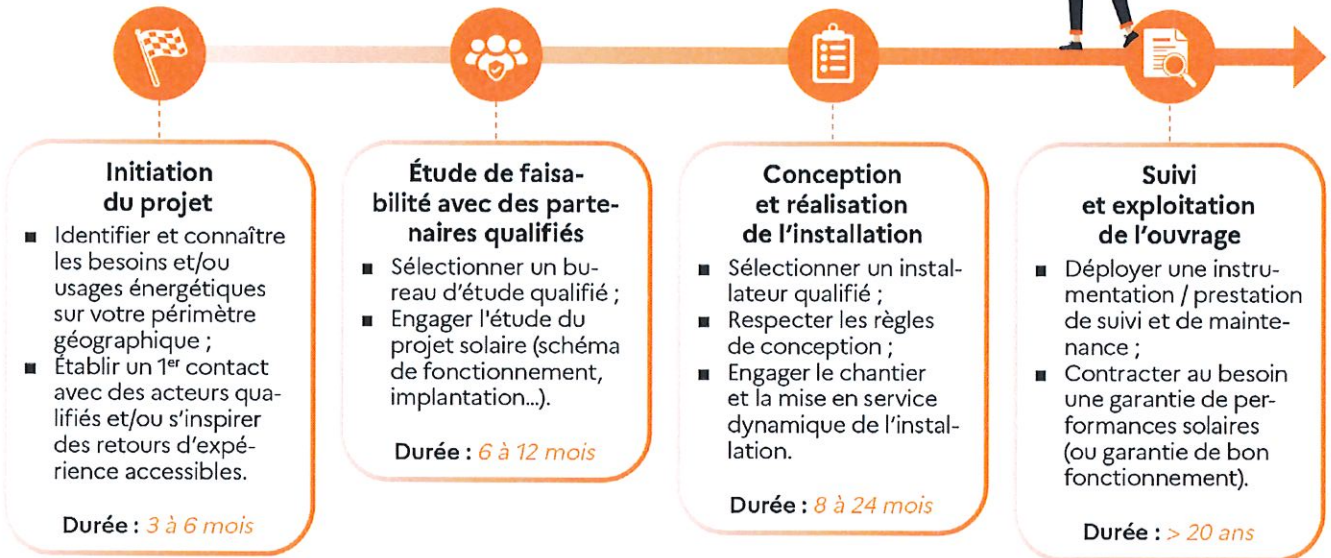 Initiation
du projet
■ Identifier et connaître
les besoins et/ou
usages énergétiques
sur votre périmètre
géographique ;
■ Établir un 1er contact
avec des acteurs qua-
lifiés et/ou s'inspirer
des retours d'expé-
rience accessibles.
Durée : 3 à 6 mois
Étude de faisa-
bilité avec des parte-
naires qualifiés
■ Sélectionner un bu-
reau d'étude qualifié ;
■ Engager l'étude du
projet solaire (schéma
de fonctionnement,
implantation...).
Durée : 6 à 12 mois
Conception
et réalisation
de l'installation
■ Sélectionner un instal-
lateur qualifié ;
■ Respecter les règles
de conception ;
■ Engager le chantier
et la mise en service
dynamique de l'instal-
lation.
Durée : 8 à 24 mois
Suivi
et exploitation
de l'ouvrage
■ Déployer une instru-
mentation / prestation
de suivi et de mainte-
nance ;
■ Contracter au besoin
une garantie de per-
formances solaires
(ou garantie de bon
fonctionnement).
Durée : > 20 ans